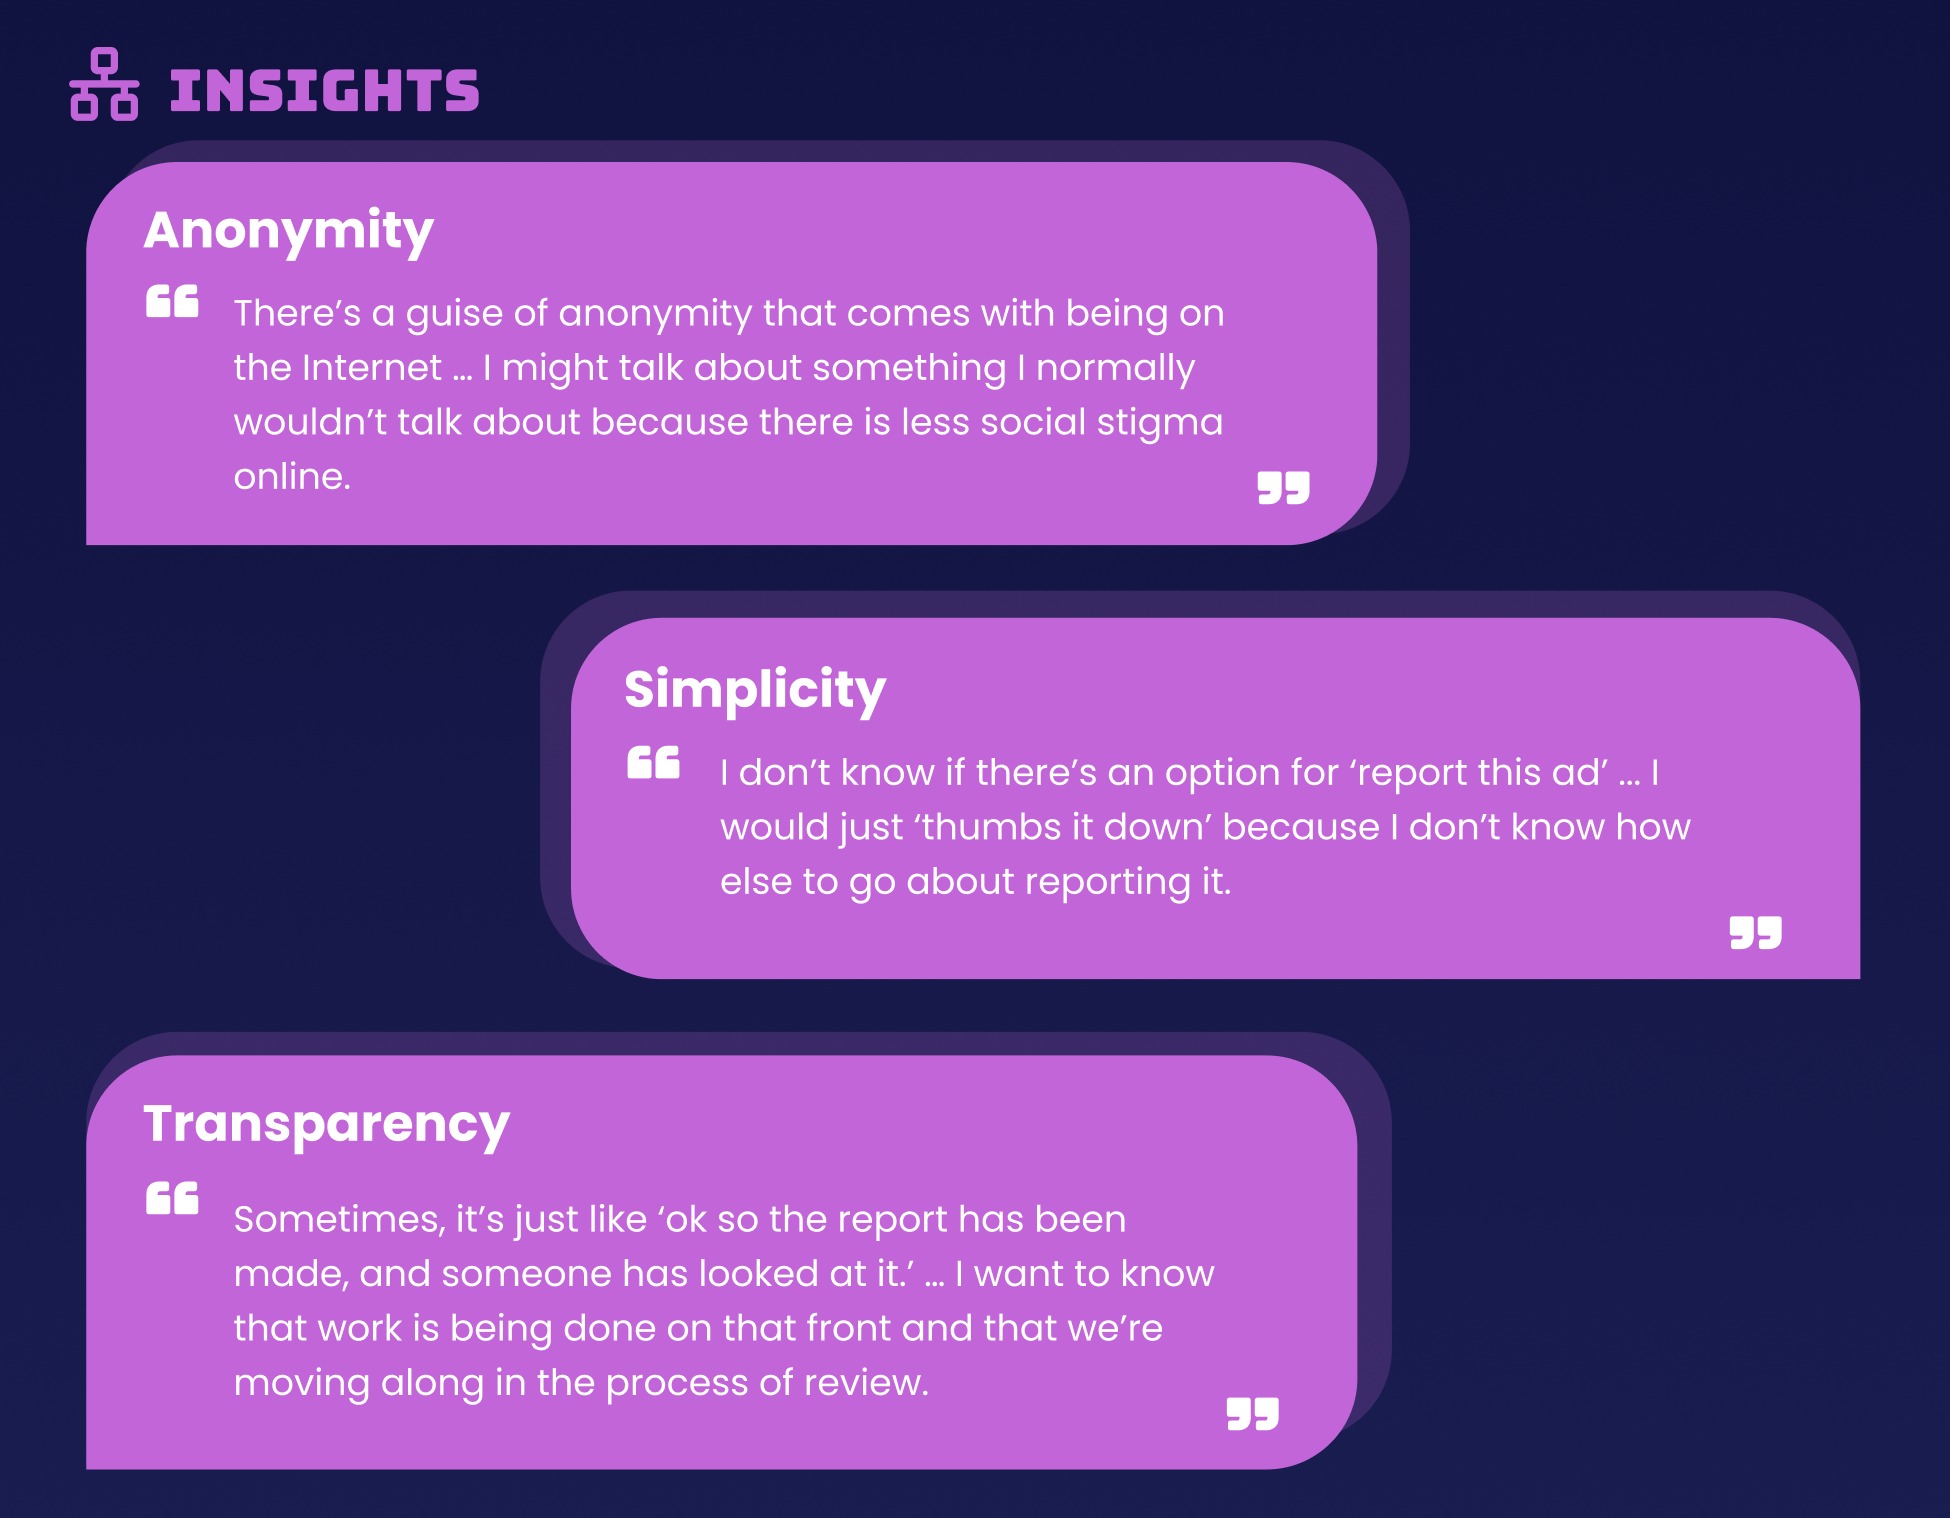 INSIGHTS
Anonymity
“ There’s a guise of anonymity that comes with being on
the Internet ... I might talk about something I normally
wouldn’t talk about because there is less social stigma
online. ”
Simplicity
“ I don’t know if there’s an option for ‘report this ad’ ... I
would just ‘thumbs it down’ because I don’t know how
else to go about reporting it. ”
Transparency
“ Sometimes, it’s just like ‘ok so the report has been
made, and someone has looked at it.’ ... I want to know
that work is being done on that front and that we’re
moving along in the process of review. ”